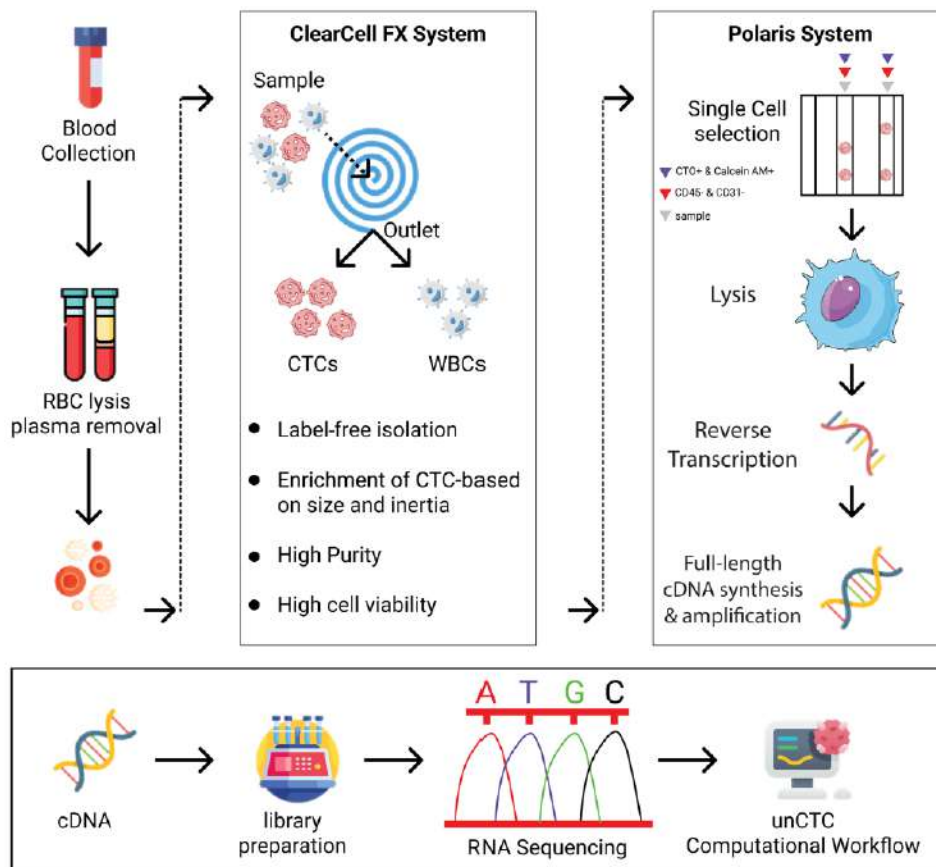 Blood
Collection
RBC lysis
plasma removal
ClearCell FX System
Sample
Outlet
CTCs
WBCs
● Label-free isolation
● Enrichment of CTC-based
on size and inertia
● High Purity
● High cell viability
Polaris System
Single Cell
selection
CTO+ & Calcein AM+
CD45- & CD31-
sample
Lysis
Reverse
Transcription
Full-length
cDNA synthesis
& amplification
cDNA
library
preparation
A T G C
RNA Sequencing
unCTC
Computational Workflow